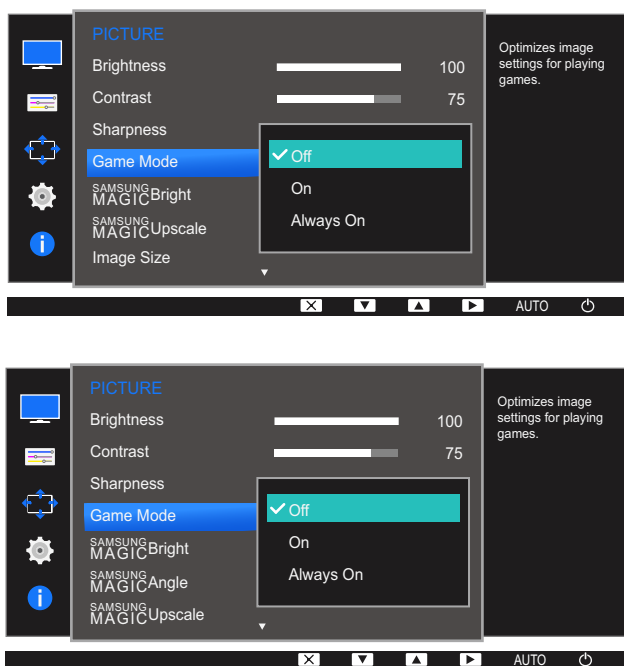 PICTURE
Brightness 100
Contrast 75
Sharpness
Game Mode
SAMSUNG MAGIC Bright
SAMSUNG MAGIC Upscale
Image Size
Off
On
Always On
Optimizes image
settings for playing
games.
AUTO
PICTURE
Brightness 100
Contrast 75
Sharpness
Game Mode
SAMSUNG MAGIC Bright
SAMSUNG MAGIC Angle
SAMSUNG MAGIC Upscale
Off
On
Always On
Optimizes image
settings for playing
games.
AUTO